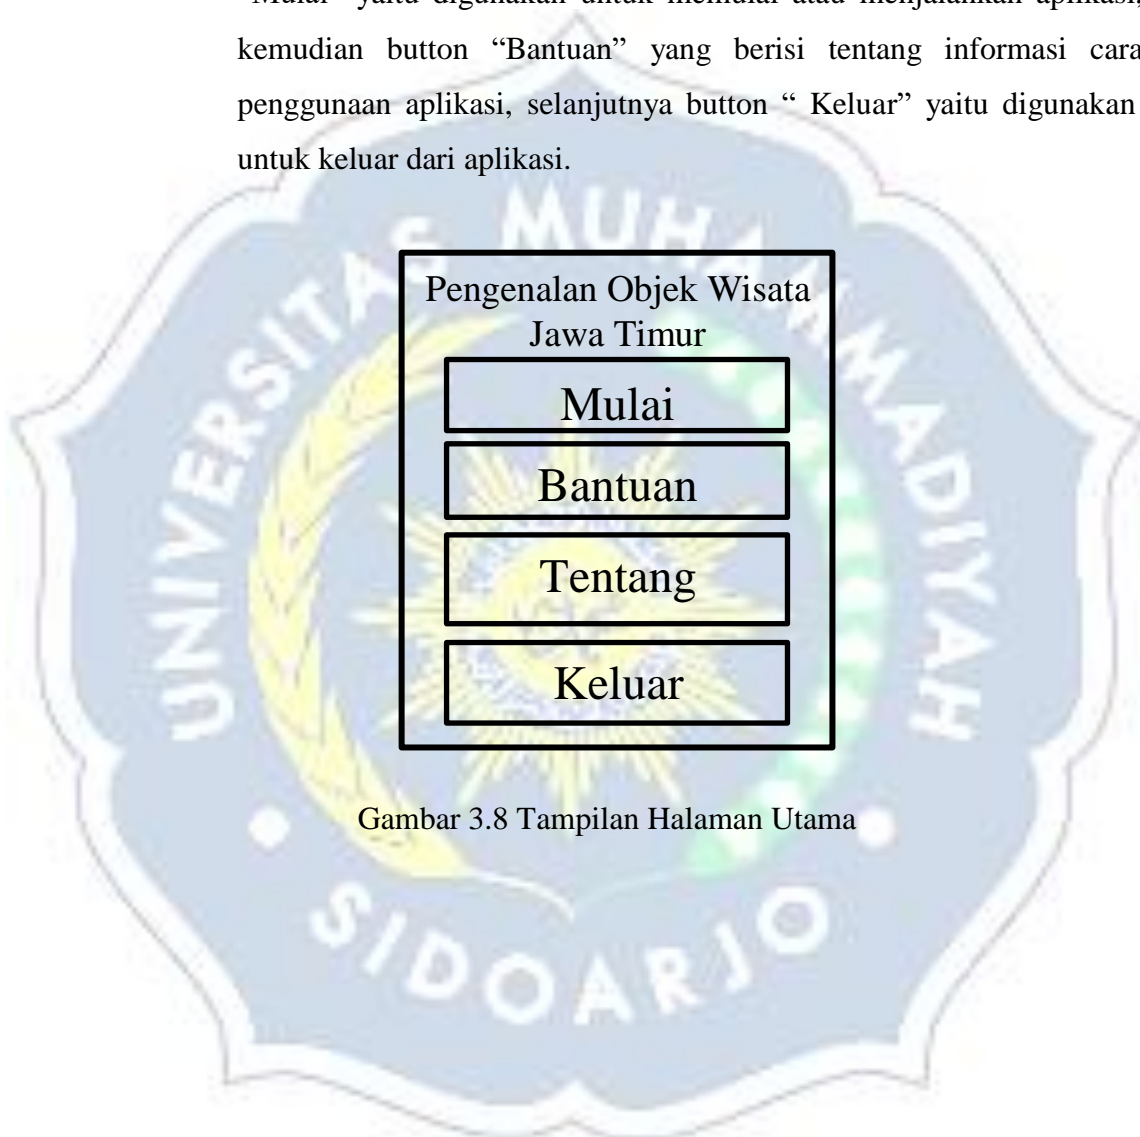 “Mulai” yaitu digunakan untuk memulai atau menjalankan aplikasi,
kemudian button “Bantuan” yang berisi tentang informasi cara
penggunaan aplikasi, selanjutnya button “ Keluar” yaitu digunakan
untuk keluar dari aplikasi.
UNIVERSITAS MUHAMMADIYAH
Pengenalan Objek Wisata
Jawa Timur
Mulai
Bantuan
Tentang
Keluar
Gambar 3.8 Tampilan Halaman Utama
SIDOARJO